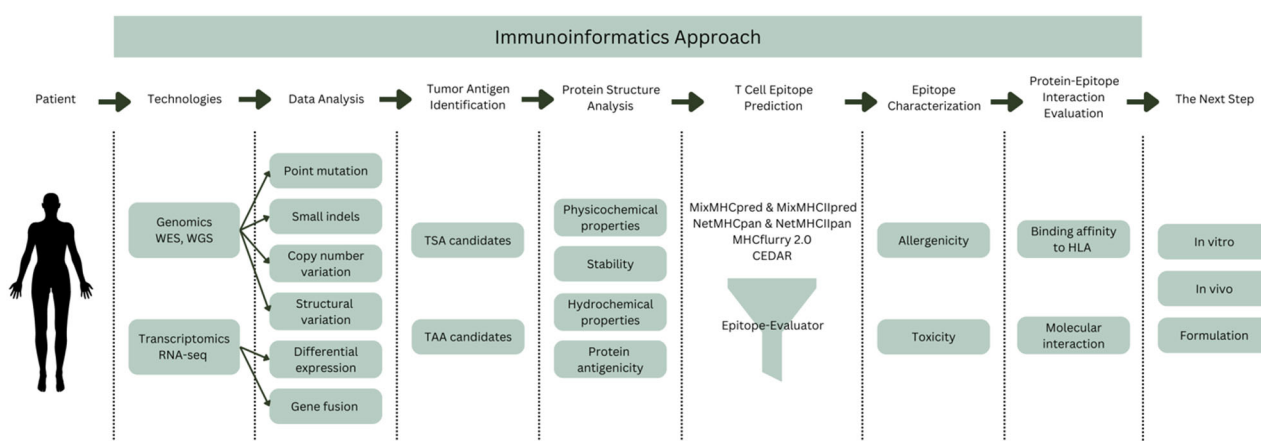 Immunoinformatics Approach
Patient
Technologies
Data Analysis
Tumor Antigen
Identification
Protein Structure
Analysis
T Cell Epitope
Prediction
Epitope
Characterization
Protein-Epitope
Interaction
Evaluation
The Next Step
Genomics
WES, WGS
Transcriptomics
RNA-seq
Point mutation
Small indels
Copy number
variation
Structural
variation
Differential
expression
Gene fusion
TSA candidates
TAA candidates
Physicochemical
properties
Stability
Hydrochemical
properties
Protein
antigenicity
MixMHCpred & MixMHCIIpred
NetMHCpan & NetMHCIIpan
MHCflurry 2.0
CEDAR
Epitope-Evaluator
Allergenicity
Toxicity
Binding affinity
to HLA
Molecular
interaction
In vitro
In vivo
Formulation